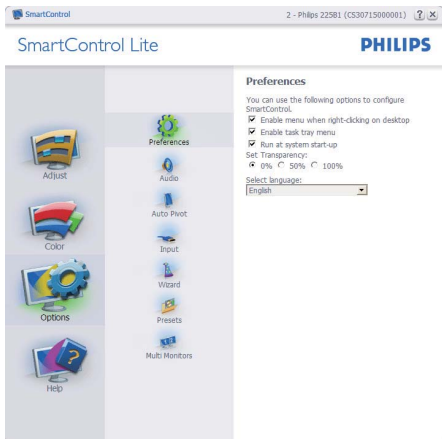 SmartControl
2 - Philips 225B1 (CS30715000001)
SmartControl Lite
PHILIPS
Adjust
Color
Options
Help
Preferences
Audio
Auto Pivot
Input
Wizard
Presets
Multi Monitors
Preferences
You can use the following options to configure
SmartControl.
Enable menu when right-clicking on desktop
Enable task tray menu
Run at system start-up
Set Transparency:
0% 50% 100%
Select language:
English